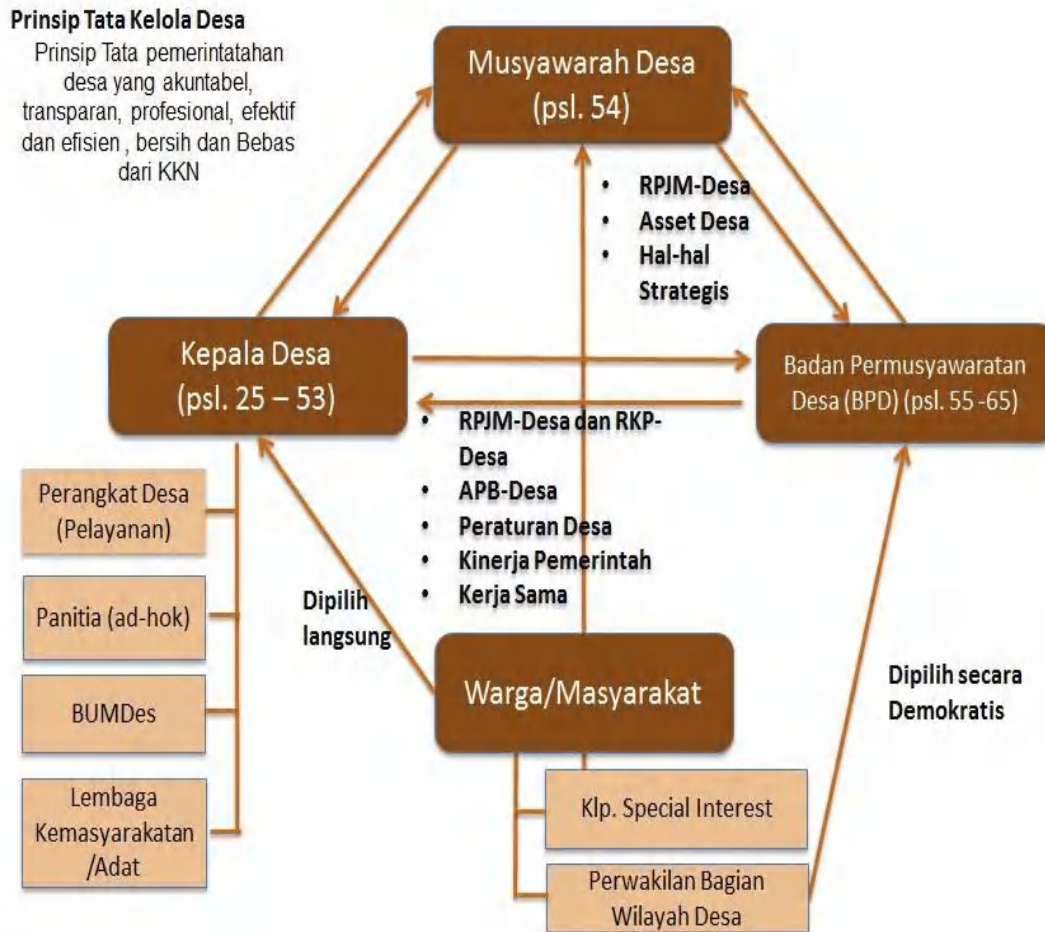 Prinsip Tata Kelola Desa
Prinsip Tata pemerintatahan
desa yang akuntabel,
transparan, profesional, efektif
dan efisien , bersih dan Bebas
dari KKN
Musyawarah Desa
(psl. 54)
• RPJM-Desa
• Asset Desa
• Hal-hal
Strategis
Kepala Desa
(psl. 25 – 53)
Badan Permusyawaratan
Desa (BPD) (psl. 55 -65)
• RPJM-Desa dan RKP-
Desa
• APB-Desa
• Peraturan Desa
• Kinerja Pemerintah
• Kerja Sama
Perangkat Desa
(Pelayanan)
Panitia (ad-hok)
BUMDes
Lembaga
Kemasyarakatan
/Adat
Dipilih
langsung
Warga/Masyarakat
Dipilih secara
Demokratis
Klp. Special Interest
Perwakilan Bagian
Wilayah Desa